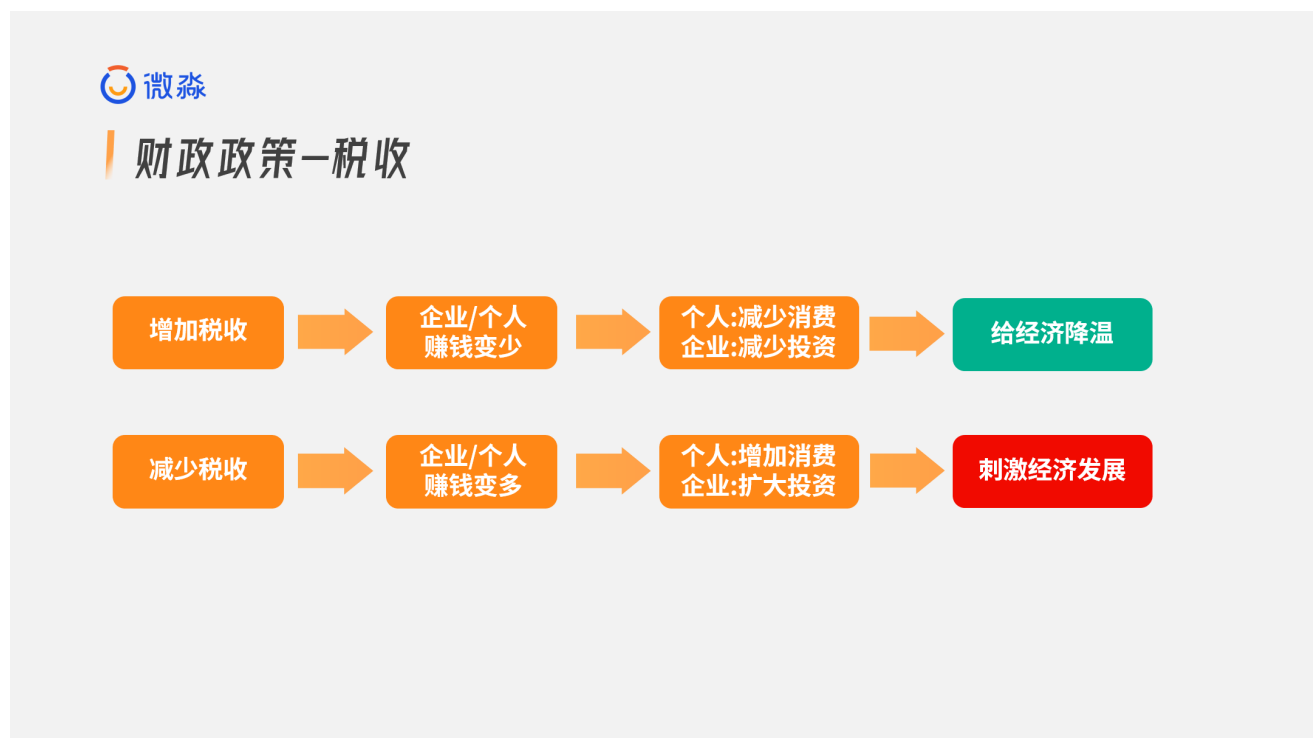 微淼
财政政策—税收
增加税收
企业/个人
赚钱变少
个人:减少消费
企业:减少投资
给经济降温
减少税收
企业/个人
赚钱变多
个人:增加消费
企业:扩大投资
刺激经济发展